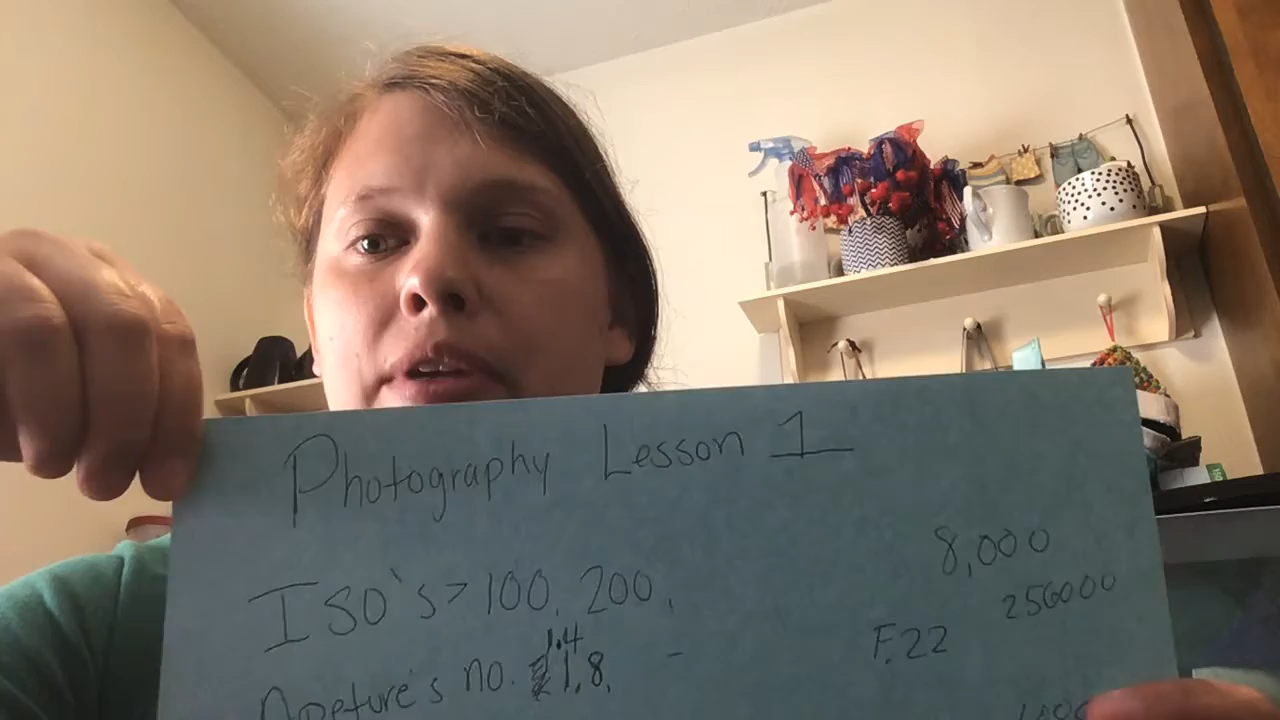 Photography Lesson 1
8,000
ISO's > 100, 200,
256000
1.4
Apeture's no. 1.8, - F.22